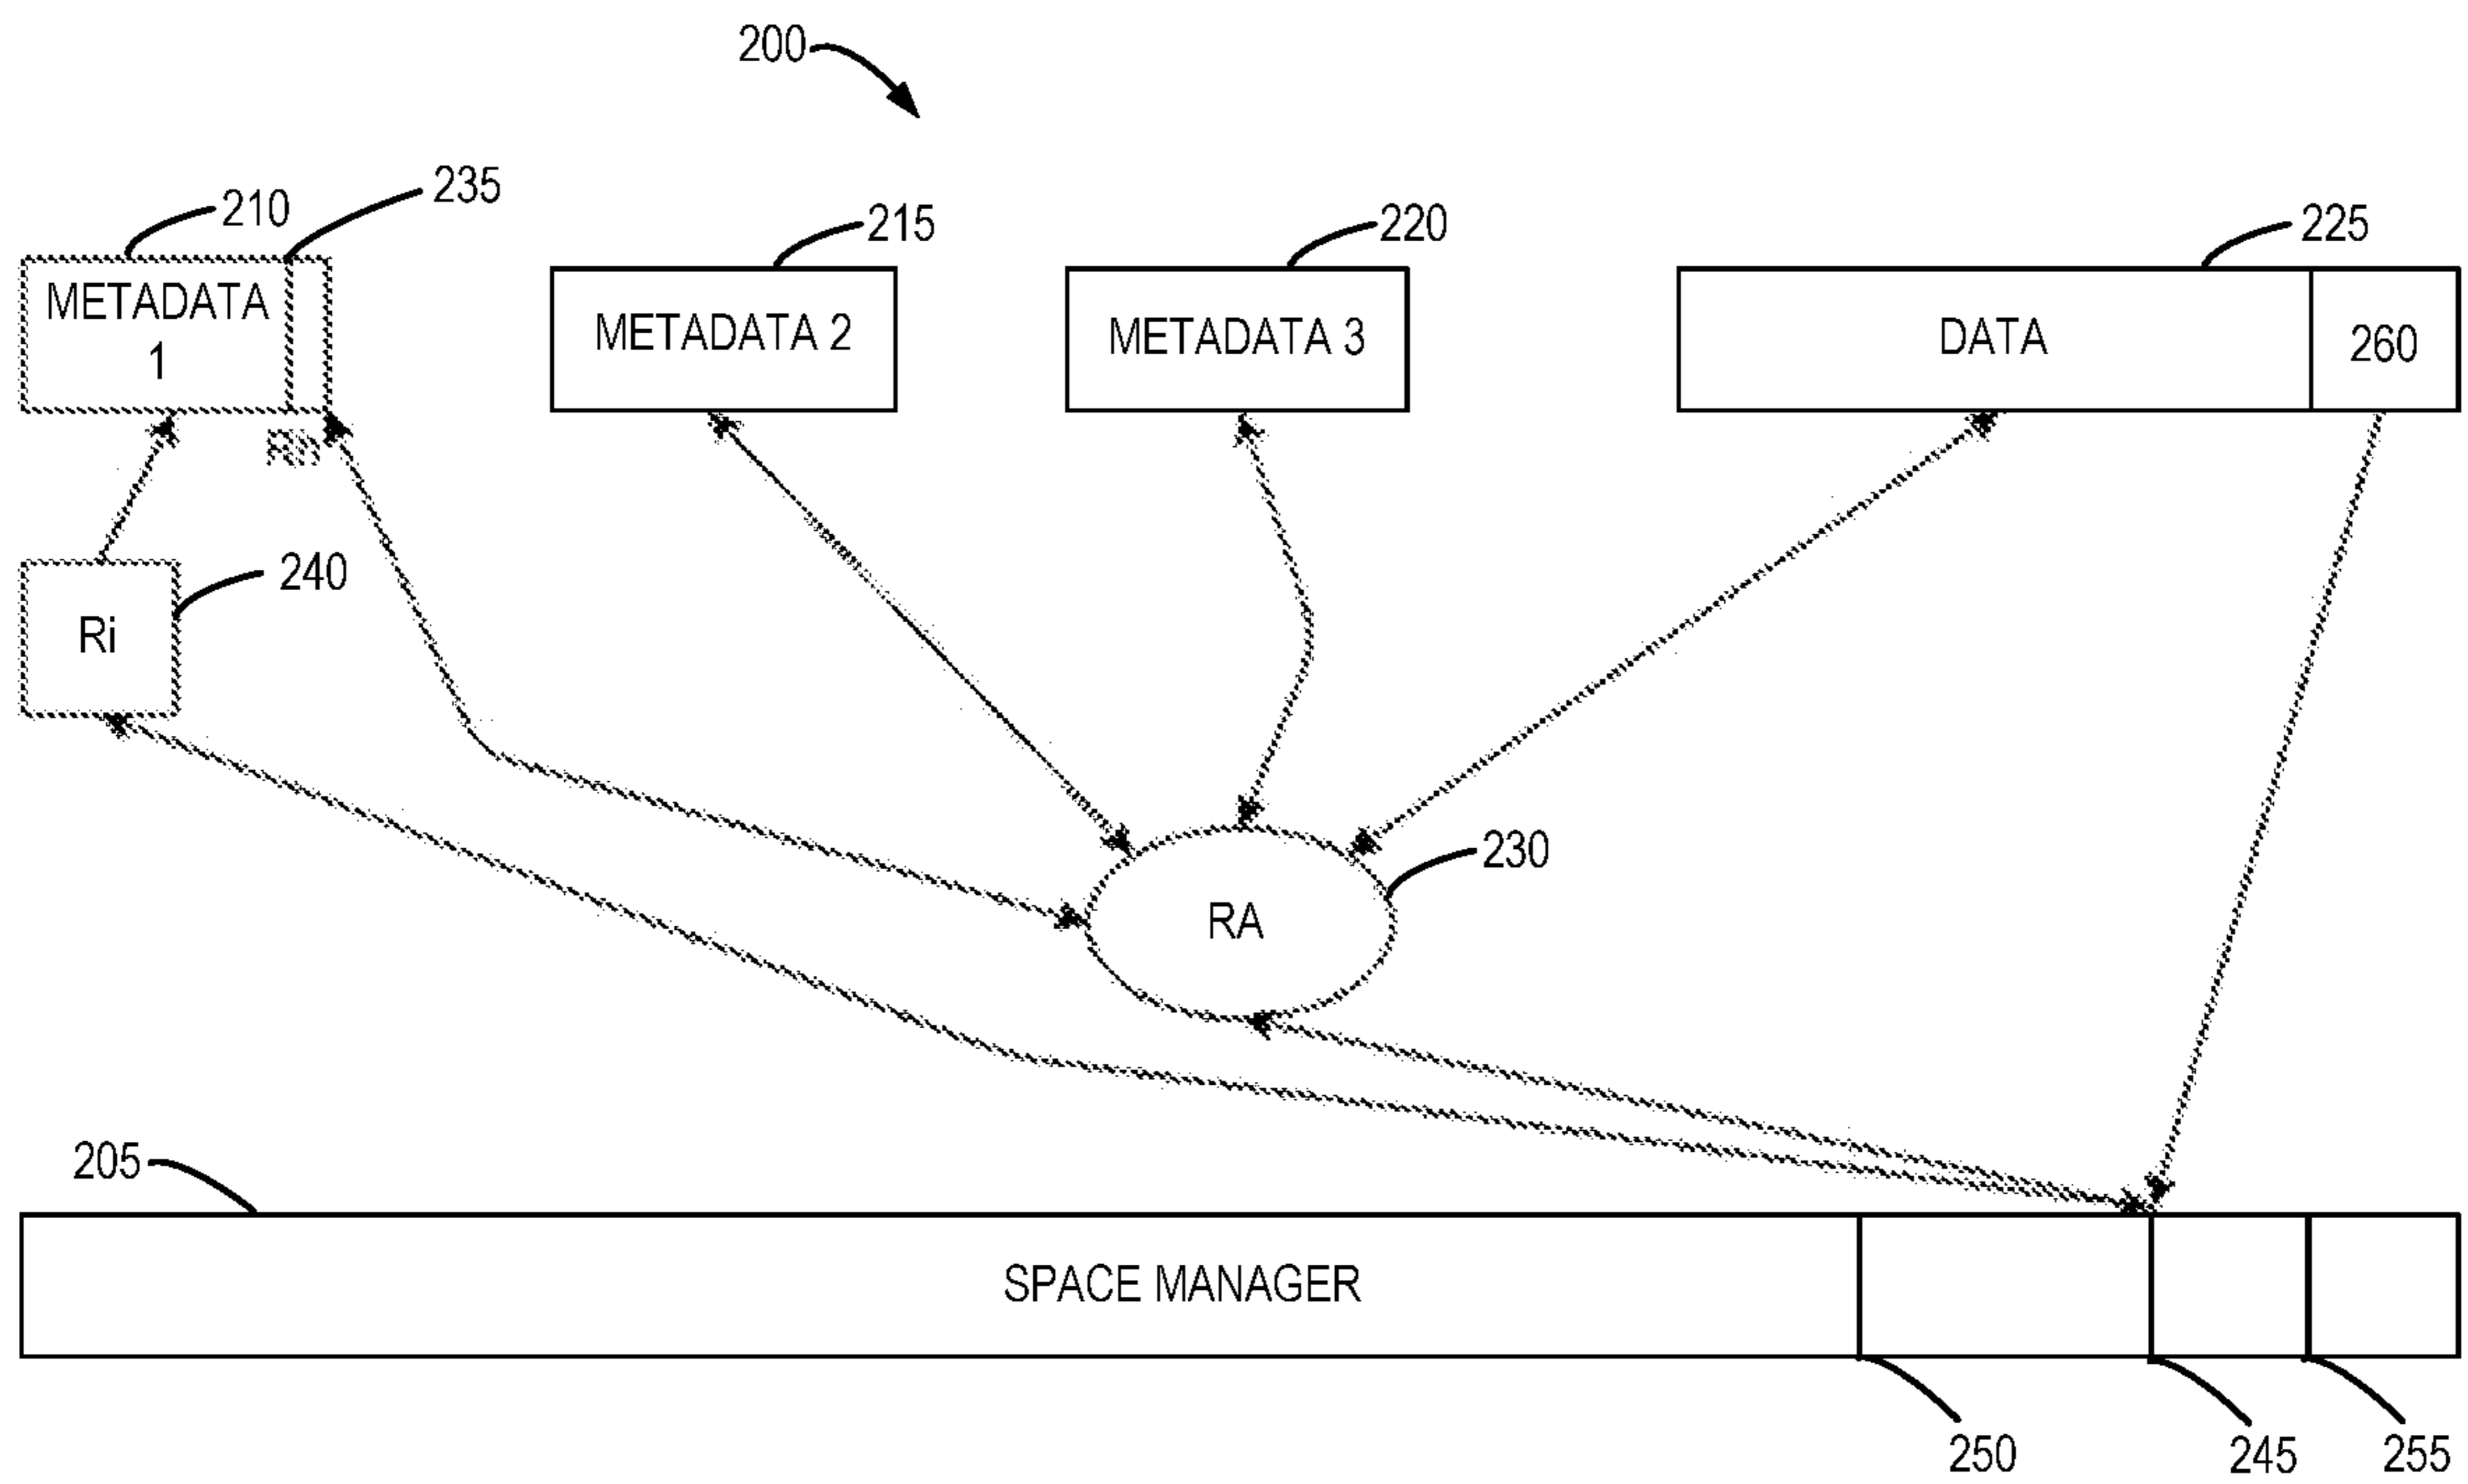 200
210
235
215
220
225
METADATA
1
METADATA 2
METADATA 3
DATA
260
240
Ri
230
RA
205
SPACE MANAGER
250
245
255